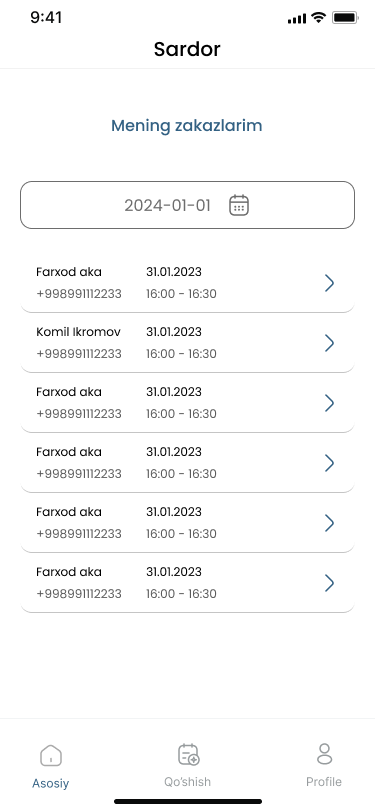 9:41
Sardor
Mening zakazlarim
2024-01-01
Farxod aka 31.01.2023
+998991112233 16:00 - 16:30
Komil Ikromov 31.01.2023
+998991112233 16:00 - 16:30
Farxod aka 31.01.2023
+998991112233 16:00 - 16:30
Farxod aka 31.01.2023
+998991112233 16:00 - 16:30
Farxod aka 31.01.2023
+998991112233 16:00 - 16:30
Farxod aka 31.01.2023
+998991112233 16:00 - 16:30
Asosiy Qo'shish Profile